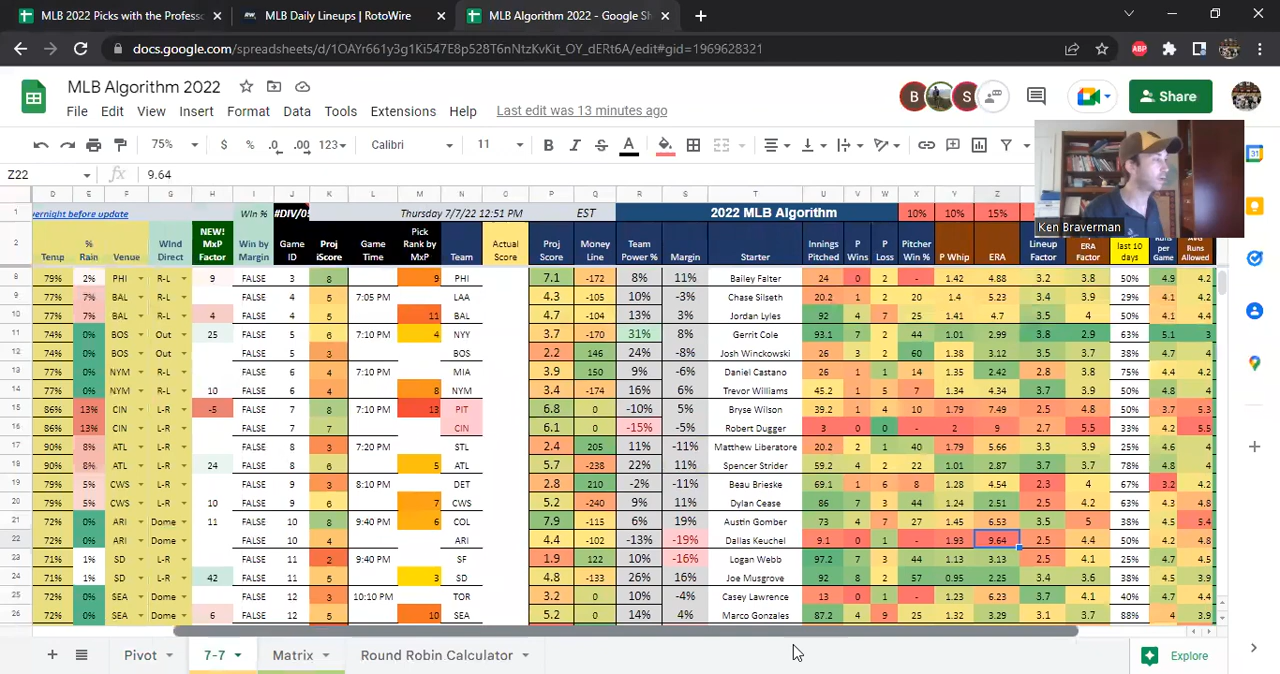 MLB 2022 Picks with the Professo
MLB Daily Lineups | RotoWire
MLB Algorithm 2022 - Google Sh
docs.google.com/spreadsheets/d/1OAYr661y3g1Ki547E8p528T6nNtzKvKit_OY_dERt6A/edit#gid=1969628321
ABP
MLB Algorithm 2022
File Edit View Insert Format Data Tools Extensions Help Last edit was 13 minutes ago
B S Share
75% $ % .0 .00 123 Calibri 11 B I S A
Z22 fx 9.64
Ken Braverman
D E F G H I J K L M N O P Q R S T U V W X Y Z
1 vernight before update Win % #DIV/0! Thursday 7/7/22 12:51 PM EST 2022 MLB Algorithm 10% 10% 15%
2 Temp % Rain Venue Wind Direct NEW! MxP Factor Win by Margin Game ID Proj iScore Game Time Pick Rank by MxP Team Actual Score Proj Score Money Line Team Power % Margin Starter Innings Pitched P Wins P Loss Pitcher Win % P Whip ERA Lineup Factor ERA Factor last 10 days per Game Allowed
8 79% 2% PHI R-L 9 FALSE 3 8 9 PHI 7.1 -172 8% 11% Bailey Falter 24 0 2 - 1.42 4.88 3.2 3.8 50% 4.9 4.2
9 77% 7% BAL R-L FALSE 4 5 7:05 PM LAA 4.3 -105 10% -3% Chase Silseth 20.2 1 2 20 1.4 5.23 3.4 3.9 29% 4.1 4.2
10 77% 7% BAL R-L 4 FALSE 4 5 11 BAL 4.7 -104 13% 3% Jordan Lyles 92 4 7 25 1.41 4.7 3.5 4 50% 4.1 4.4
11 74% 0% BOS Out 25 FALSE 5 6 7:10 PM 4 NYY 3.7 -170 31% 8% Gerrit Cole 93.1 7 2 44 1.01 2.99 3.8 2.9 63% 5.1 3
12 74% 0% BOS Out FALSE 5 3 BOS 2.2 146 24% -8% Josh Winckowski 26 3 2 60 1.38 3.12 3.5 3.7 38% 4.7 4
13 77% 0% NYM R-L FALSE 6 4 7:10 PM MIA 3.9 150 9% -6% Daniel Castano 25 1 1 14 1.35 2.42 3.8 75% 4.4 4.2
14 77% 0% NYM R-L 10 FALSE 6 4 8 NYM 3.4 -174 16% 6% Trevor Williams 45.2 1 5 8 1.34 4.34 3.7 3.9 50% 4.8 4
15 86% 13% CIN L-R -5 FALSE 7 8 7:10 PM 13 PIT 6.8 0 -10% 5% Bryse Wilson 39.2 1 4 10 1.79 7.49 2.5 4.8 50% 3.7 5.3
16 86% 13% CIN L-R FALSE 7 7 CIN 6.1 0 -15% 5% Robert Dugger 3 0 0 - 2 9 2.7 5.5 33% 4.2 5.5
17 90% 8% ATL L-R FALSE 8 3 7:20 PM STL 2.4 205 11% -11% Matthew Liberatore 20.2 2 1 40 1.74 5.66 3.3 3.9 50% 4.6 4
18 90% 8% ATL L-R 24 FALSE 8 6 5 ATL 5.7 -238 22% 11% Spencer Strider 59.2 4 2 22 1.01 2.87 3.7 3.7 78% 4.8 4
19 79% 5% CWS L-R FALSE 9 3 8:10 PM DET 2.8 210 -2% -11% Beau Brieske 69.1 1 6 8 1.28 4.54 2.3 4 67% 3.2 4.4
20 79% 5% CWS L-R 10 FALSE 9 5 7 CWS 5.2 -240 9% 11% Dylan Cease 86 7 3 44 1.24 2.51 3.5 4.2 63% 4.3 4.8
21 72% 0% ARI Dome 11 FALSE 10 8 9:40 PM 6 COL 7.9 -115 6% 19% Austin Gomber 73 4 7 27 1.45 6.53 3.5 5 38% 4.5 5.4
22 72% 0% ARI Dome FALSE 10 4 ARI 4.4 -102 -13% -19% Dallas Keuchel 9.1 0 1 - 1.93 9.64 2.5 4.4 50% 4.2 4.8
71% 1% SD L-R FALSE 11 2 9:40 PM SF 1.9 122 10% -16% Logan Webb 97.2 7 3 44 1.13 3.13 25% 4.7 4.5
24 71% 1% SD L-R 42 FALSE 11 5 3 SD 4.8 -133 26% 16% Joe Musgrove 92 8 2 57 0.95 2.25 3.4 3.6 38% 4.5 3.9
25 72% 0% SEA Dome FALSE 12 3 10:10 PM TOR 3.2 0 10% -4% Casey Lawrence 13 0 1 - 1.23 6.23 3.7 4 40%
26 72% 0% SEA Dome 6 FALSE 12 5 10 SEA 5.2 0 14% 4% Marco Gonzales 87.2 4 9 25 1.32 3.29 3.1 3.7 88% 4 3.9
Pivot 7-7 Matrix Round Robin Calculator Explore